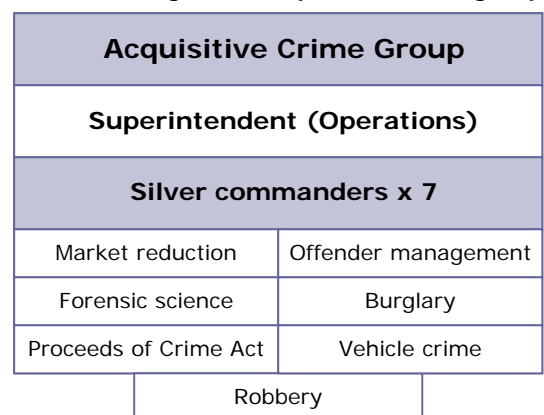 Acquisitive Crime Group
Superintendent (Operations)
Silver commanders x 7
Market reduction
Offender management
Forensic science
Burglary
Proceeds of Crime Act
Vehicle crime
Robbery